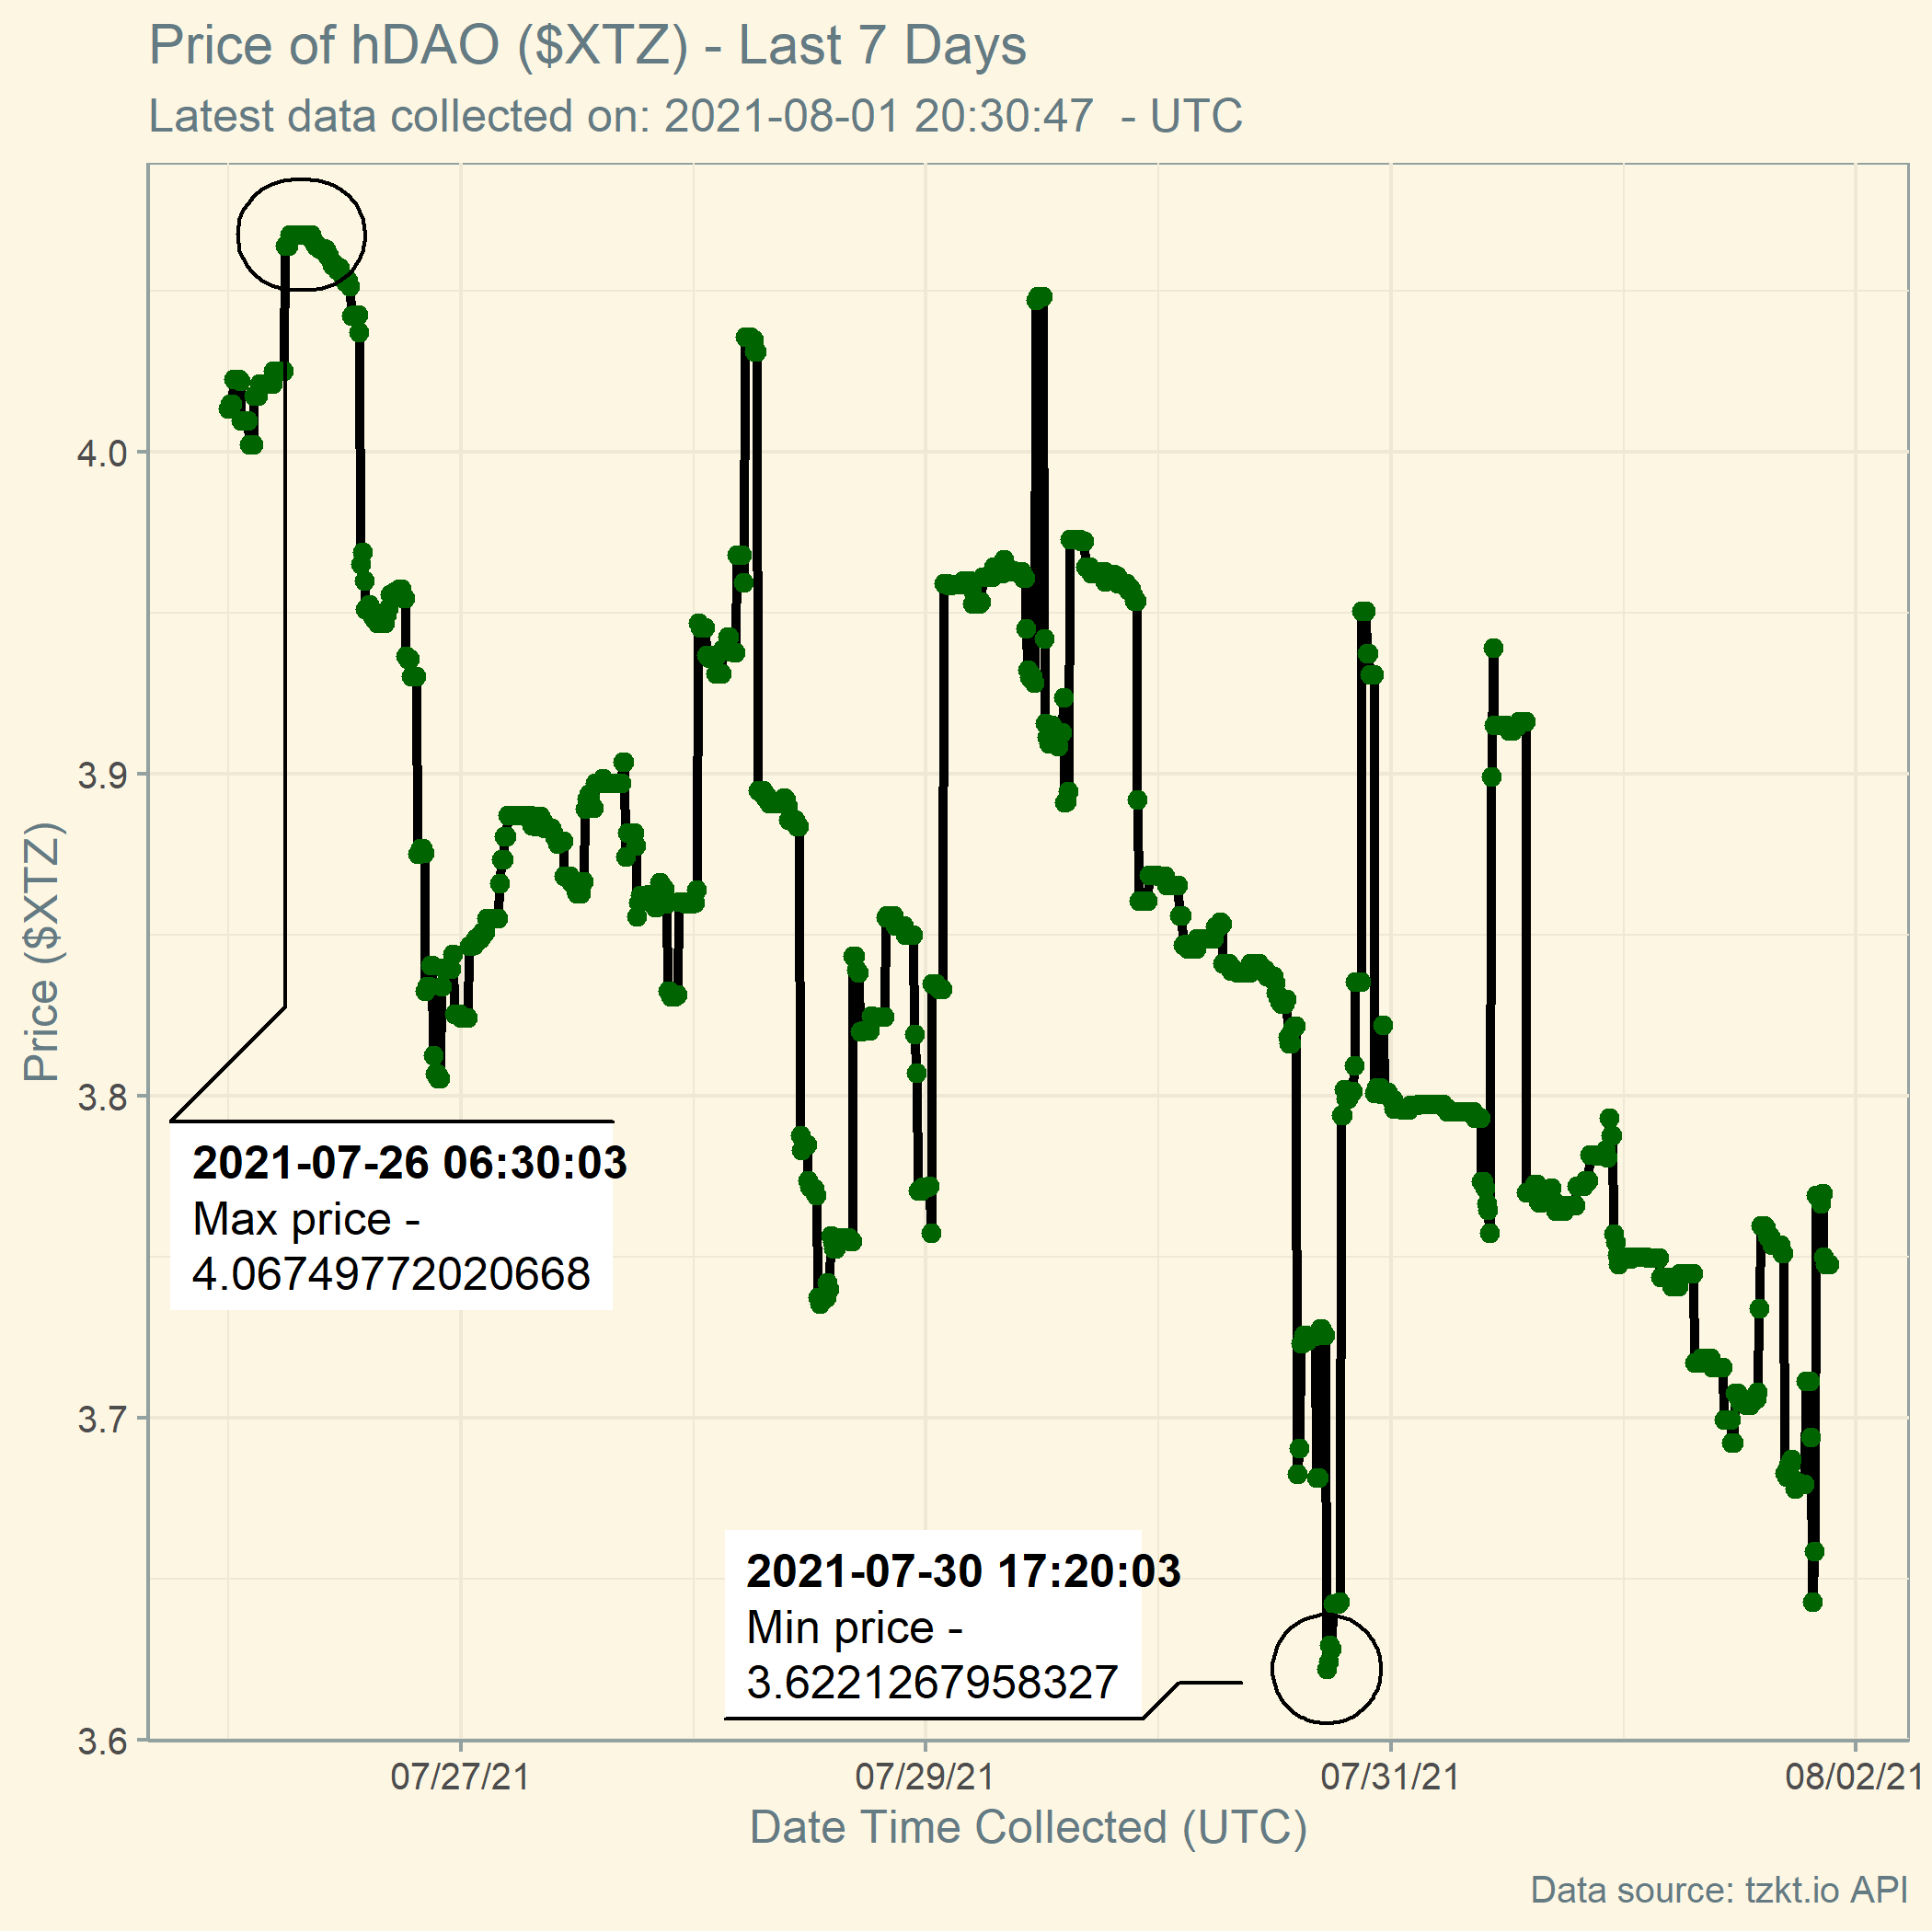 Price of hDAO ($XTZ) - Last 7 Days
Latest data collected on: 2021-08-01 20:30:47  - UTC
Price ($XTZ)
4.0
3.9
3.8
3.7
3.6
2021-07-26 06:30:03
Max price -
4.06749772020668
2021-07-30 17:20:03
Min price -
3.6221267958327
07/27/21
07/29/21
07/31/21
08/02/21
Date Time Collected (UTC)
Data source: tzkt.io API